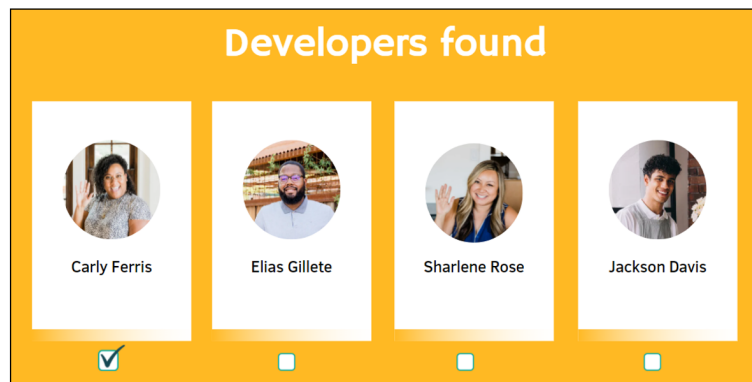 Developers found
Carly Ferris
Elias Gillete
Sharlene Rose
Jackson Davis